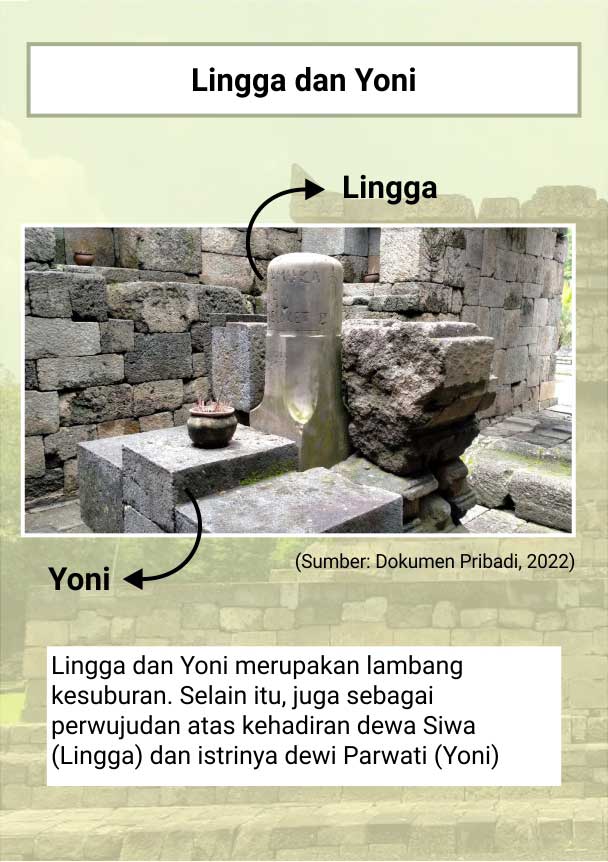 Lingga dan Yoni
Lingga
Yoni
(Sumber: Dokumen Pribadi, 2022)
Lingga dan Yoni merupakan lambang
kesuburan. Selain itu, juga sebagai
perwujudan atas kehadiran dewa Siwa
(Lingga) dan istrinya dewi Parwati (Yoni)